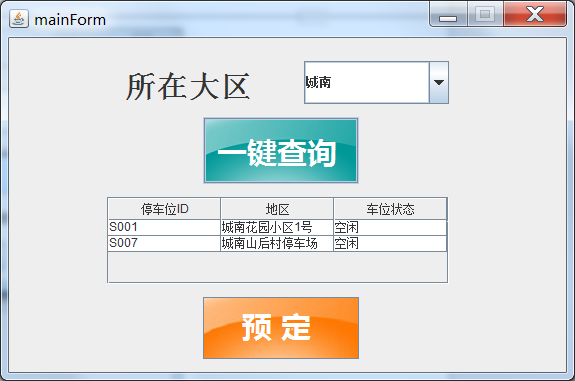 mainForm
所在大区 城南
一键查询
停车位ID 地区 车位状态
S001 城南花园小区1号 空闲
S007 城南山后村停车场 空闲
预 定